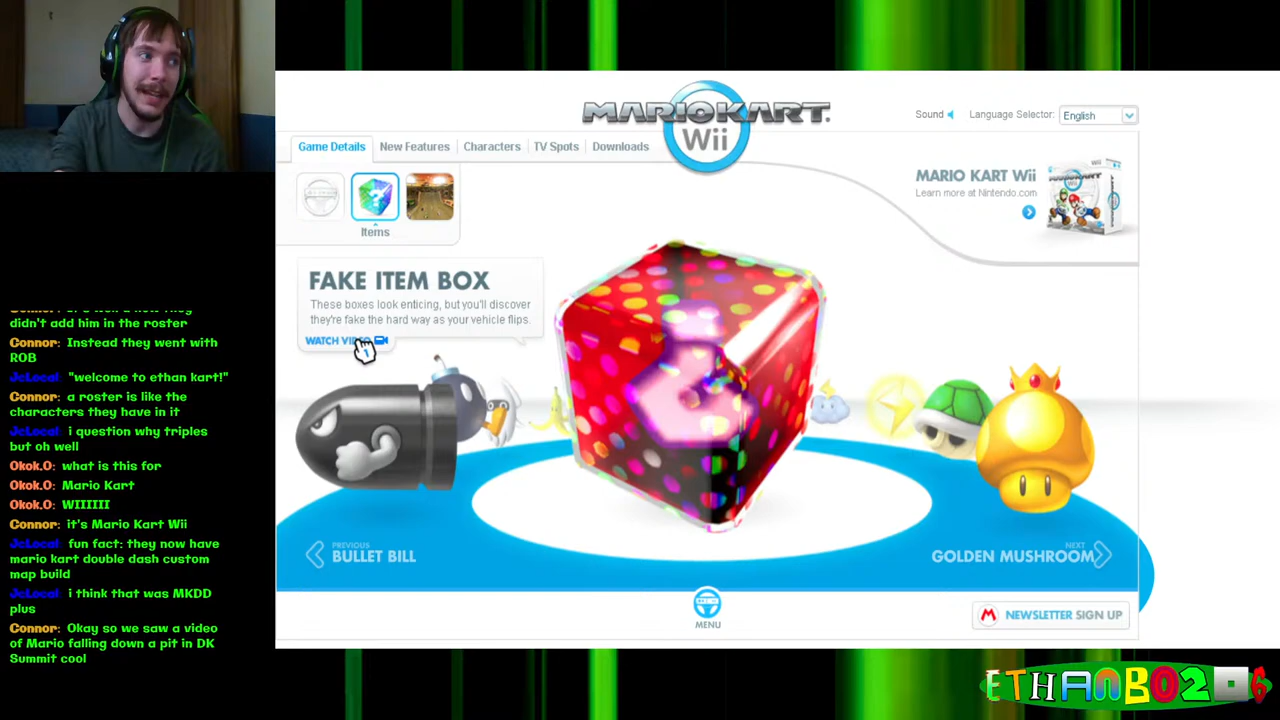 MARIOKART
Wii
Sound
Language Selector:
English
Game Details
New Features
Characters
TV Spots
Downloads
Items
MARIO KART Wii
Learn more at Nintendo.com
FAKE ITEM BOX
These boxes look enticing, but you'll discover
they're fake the hard way as your vehicle flips.
WATCH VIDEO
PREVIOUS
BULLET BILL
NEXT
GOLDEN MUSHROOM
MENU
NEWSLETTER SIGN UP
didn't add him in the roster
Connor: Instead they went with
ROB
JcLocal: "welcome to ethan kart!"
Connor: a roster is like the
characters they have in it
JcLocal: i question why triples
but oh well
Okok.O: what is this for
Okok.O: Mario Kart
Okok.O: WIIIIII
Connor: it's Mario Kart Wii
JcLocal: fun fact: they now have
mario kart double dash custom
map build
JcLocal: i think that was MKDD
plus
Connor: Okay so we saw a video
of Mario falling down a pit in DK
Summit cool